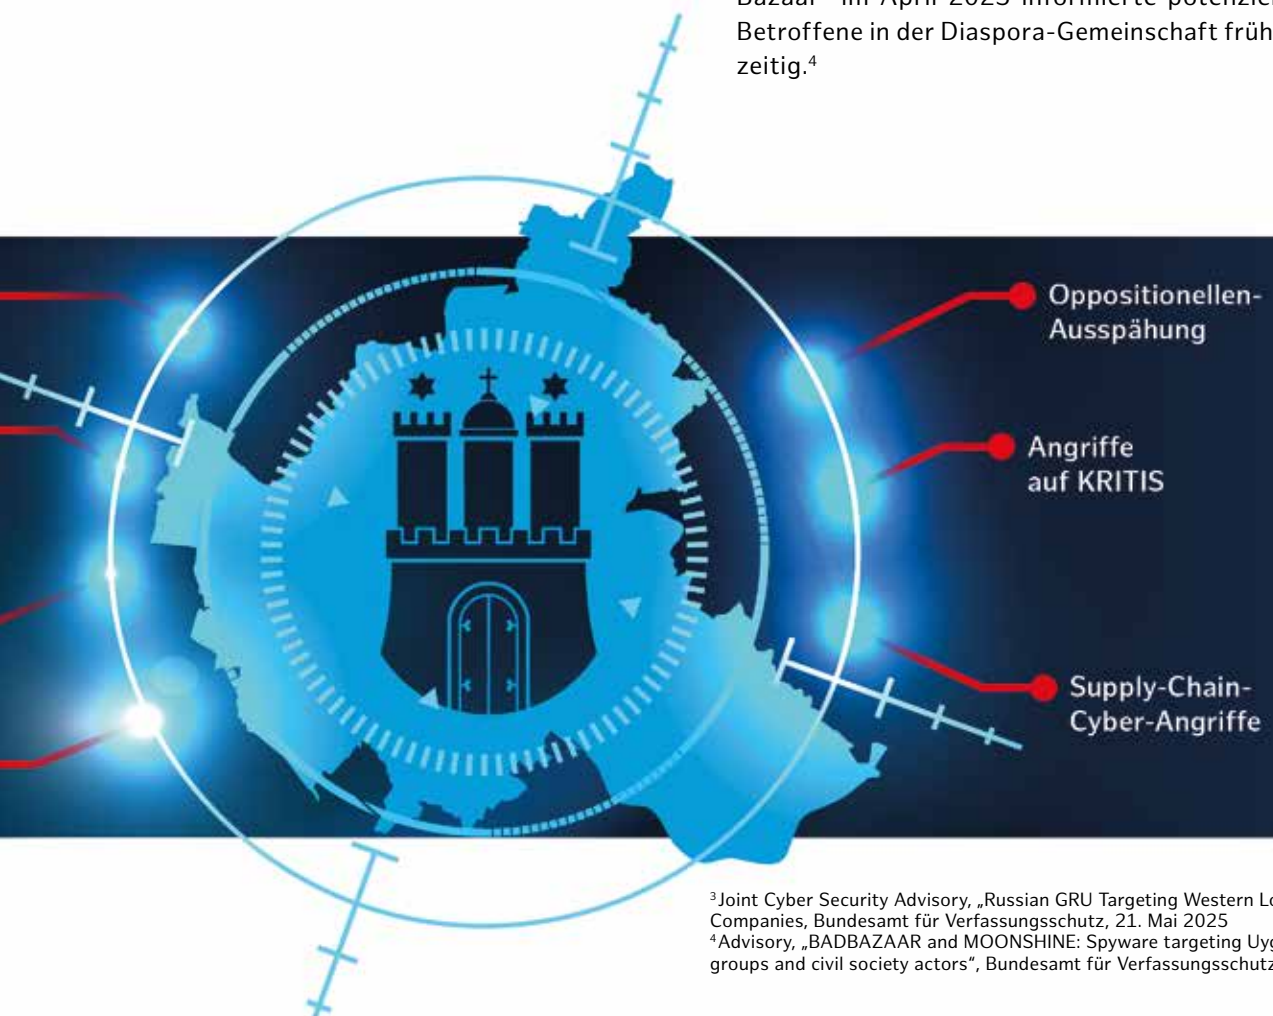 Betroffene in der Diaspora-Gemeinschaft früh-
zeitig.⁴
Oppositionellen-
Ausspähung
Angriffe
auf KRITIS
Supply-Chain-
Cyber-Angriffe
³Joint Cyber Security Advisory, „Russian GRU Targeting Western
Companies, Bundesamt für Verfassungsschutz, 21. Mai 2025
⁴Advisory, „BADBAZAAR and MOONSHINE: Spyware targeting
groups and civil society actors“, Bundesamt für Verfassungsschutz